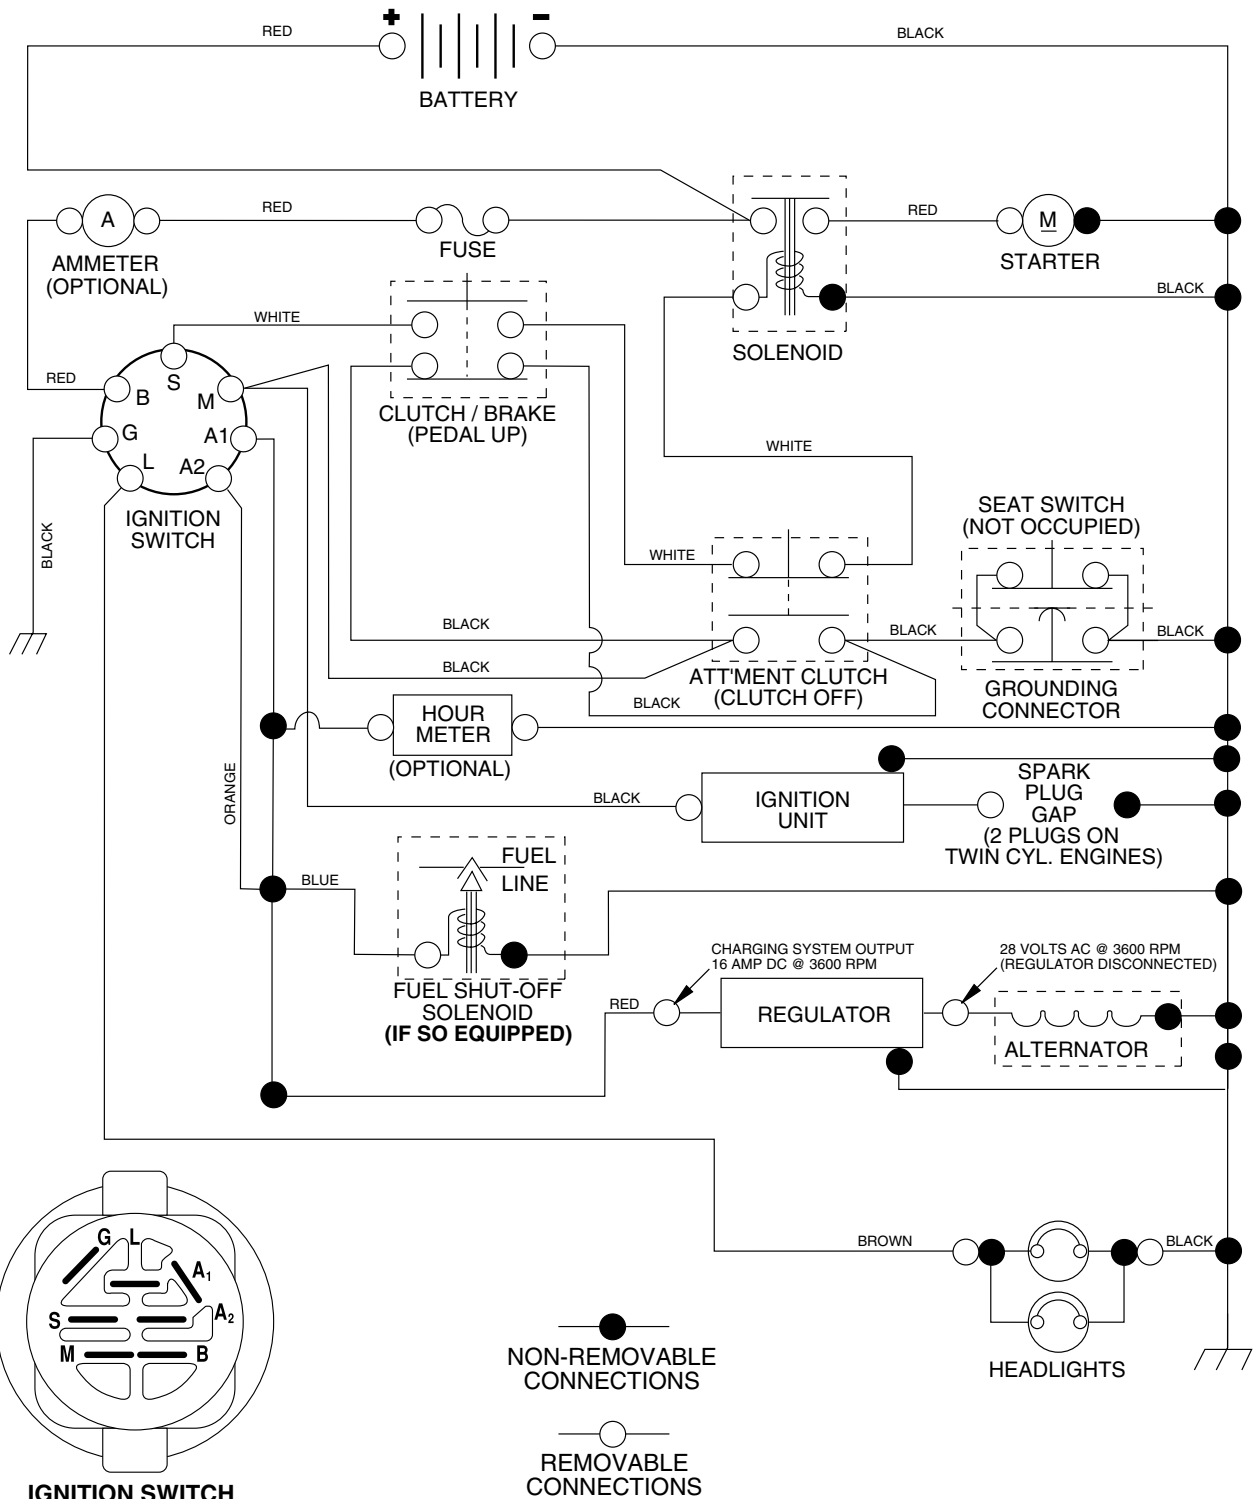 +
-
RED
BLACK
BATTERY
A
RED
RED
M
AMMETER
(OPTIONAL)
FUSE
STARTER
BLACK
WHITE
SOLENOID
RED
S
B
M
G
A1
L
A2
CLUTCH / BRAKE
(PEDAL UP)
WHITE
IGNITION
SWITCH
BLACK
SEAT SWITCH
(NOT OCCUPIED)
WHITE
BLACK
BLACK
BLACK
BLACK
ATT'MENT CLUTCH
(CLUTCH OFF)
GROUNDING
CONNECTOR
BLACK
HOUR
METER
(OPTIONAL)
ORANGE
BLACK
IGNITION
UNIT
SPARK
PLUG
GAP
(2 PLUGS ON
TWIN CYL. ENGINES)
FUEL
LINE
BLUE
CHARGING SYSTEM OUTPUT
16 AMP DC @ 3600 RPM
28 VOLTS AC @ 3600 RPM
(REGULATOR DISCONNECTED)
FUEL SHUT-OFF
SOLENOID
(IF SO EQUIPPED)
RED
REGULATOR
ALTERNATOR
G L
A1
S
A2
M
B
BROWN
BLACK
HEADLIGHTS
NON-REMOVABLE
CONNECTIONS
REMOVABLE
CONNECTIONS
IGNITION SWITCH